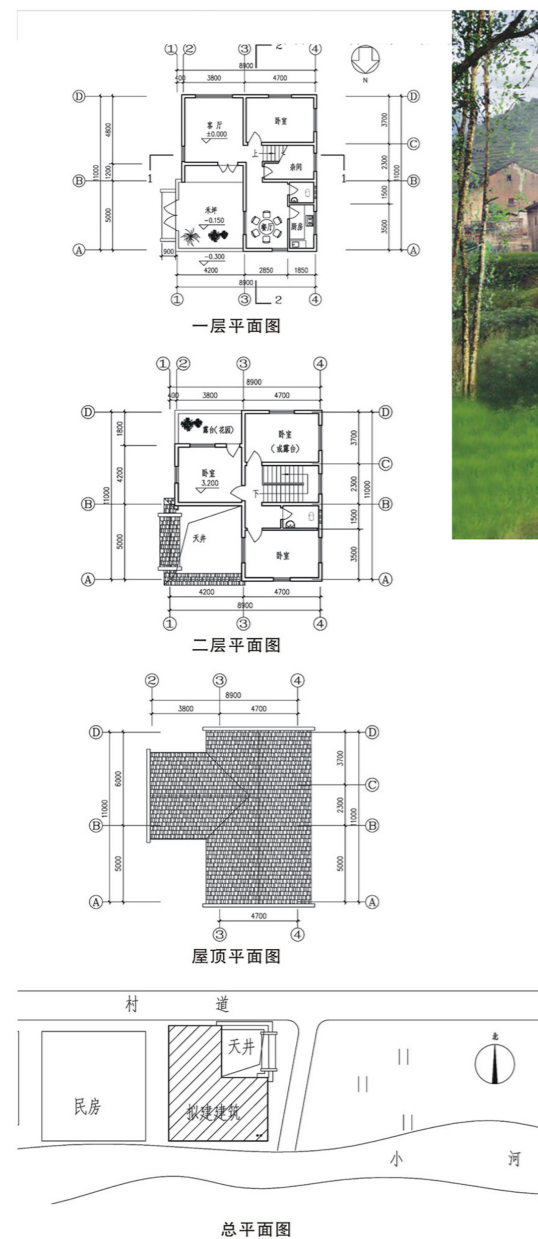 ① ② ③ ④
2
8900
400 3800 4700
N
D D
C
B B
A A
4800
1200
5000
11000
3700
2300
1500
3500
11000
客厅
±0.000
卧室
上
杂间
1 1
禾坪
-0.150
餐厅
厨房
-0.300
900
4200 2850 1850
8900
① ③ ④
2
一层平面图
① ② ③ ④
8900
400 3800 4700
D D
C
B B
A A
1800
4200
5000
3700
2300
1500
3500
11000
露台(花园)
卧室
(或露台)
卧室
3.200
下
天井
卧室
4200 4700
8900
① ③ ④
二层平面图
② ③ ④
8900
3800 4700
D D
C
B B
A A
6000
5000
11000
3700
2300
5000
11000
4700
③ ④
屋顶平面图
村 道
天井
北
民房
拟建建筑
小 河
总平面图